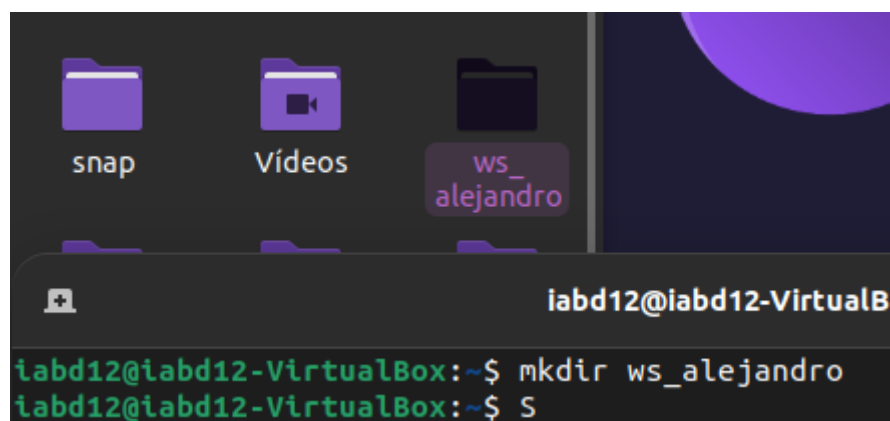 snap
Vídeos
ws_
alejandro
iabd12@iabd12-VirtualB
iabd12@iabd12-VirtualBox:~$ mkdir ws_alejandro
iabd12@iabd12-VirtualBox:~$ S